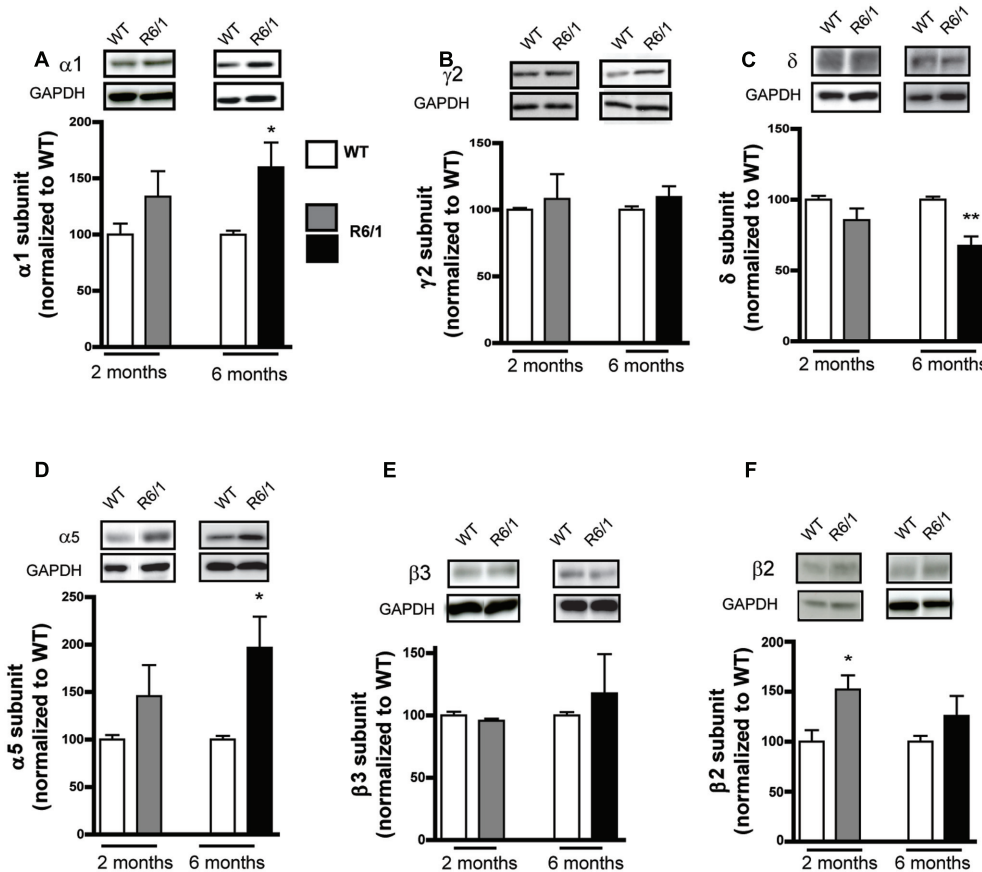 A
WT R6/1 WT R6/1
α1
GAPDH
α1 subunit
(normalized to WT)
200
150
100
50
0
*
2 months 6 months
WT
R6/1
B
WT R6/1 WT R6/1
γ2
GAPDH
γ2 subnuit
(normalized to WT)
150
100
50
0
2 months 6 months
C
WT R6/1 WT R6/1
δ
GAPDH
δ subunit
(normalized to WT)
150
100
50
0
**
2 months 6 months
D
WT R6/1 WT R6/1
α5
GAPDH
α5 subunit
(normalized to WT)
250
200
150
100
50
0
*
2 months 6 months
E
WT R6/1 WT R6/1
β3
GAPDH
β3 subunit
(normalized to WT)
150
100
50
0
2 months 6 months
F
WT R6/1 WT R6/1
β2
GAPDH
β2 subunit
(normalized to WT)
200
150
100
50
0
*
2 months 6 months